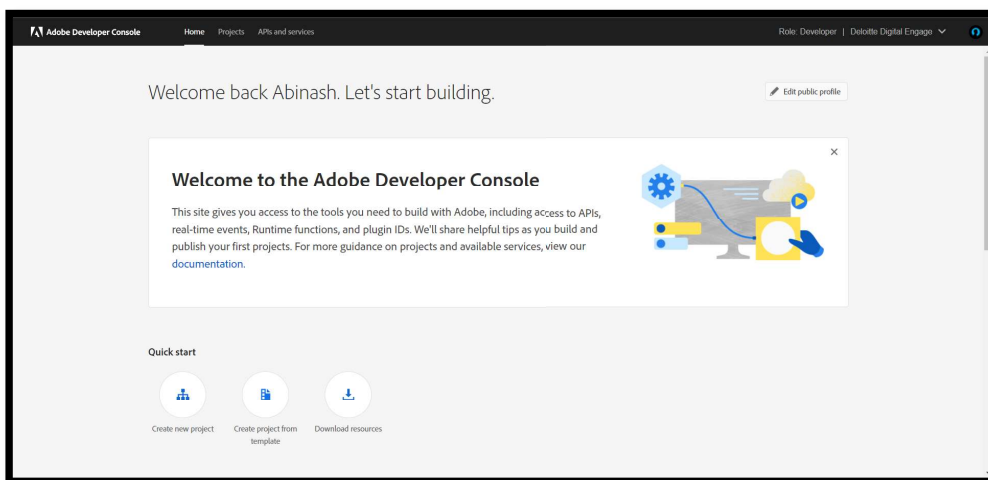 Adobe Developer Console Home Projects APIs and services Role: Developer | Deloitte Digital Engage
Welcome back Abinash. Let's start building.
Edit public profile
Welcome to the Adobe Developer Console
This site gives you access to the tools you need to build with Adobe, including access to APIs,
real-time events, Runtime functions, and plugin IDs. We'll share helpful tips as you build and
publish your first projects. For more guidance on projects and available services, view our
documentation.
Quick start
Create new project
Create project from
template
Download resources